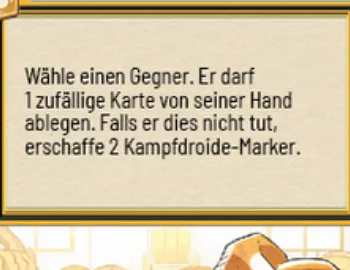 Wähle einen Gegner. Er darf
1 zufällige Karte von seiner Hand
ablegen. Falls er dies nicht tut,
erschaffe 2 Kampfdroide-Marker.